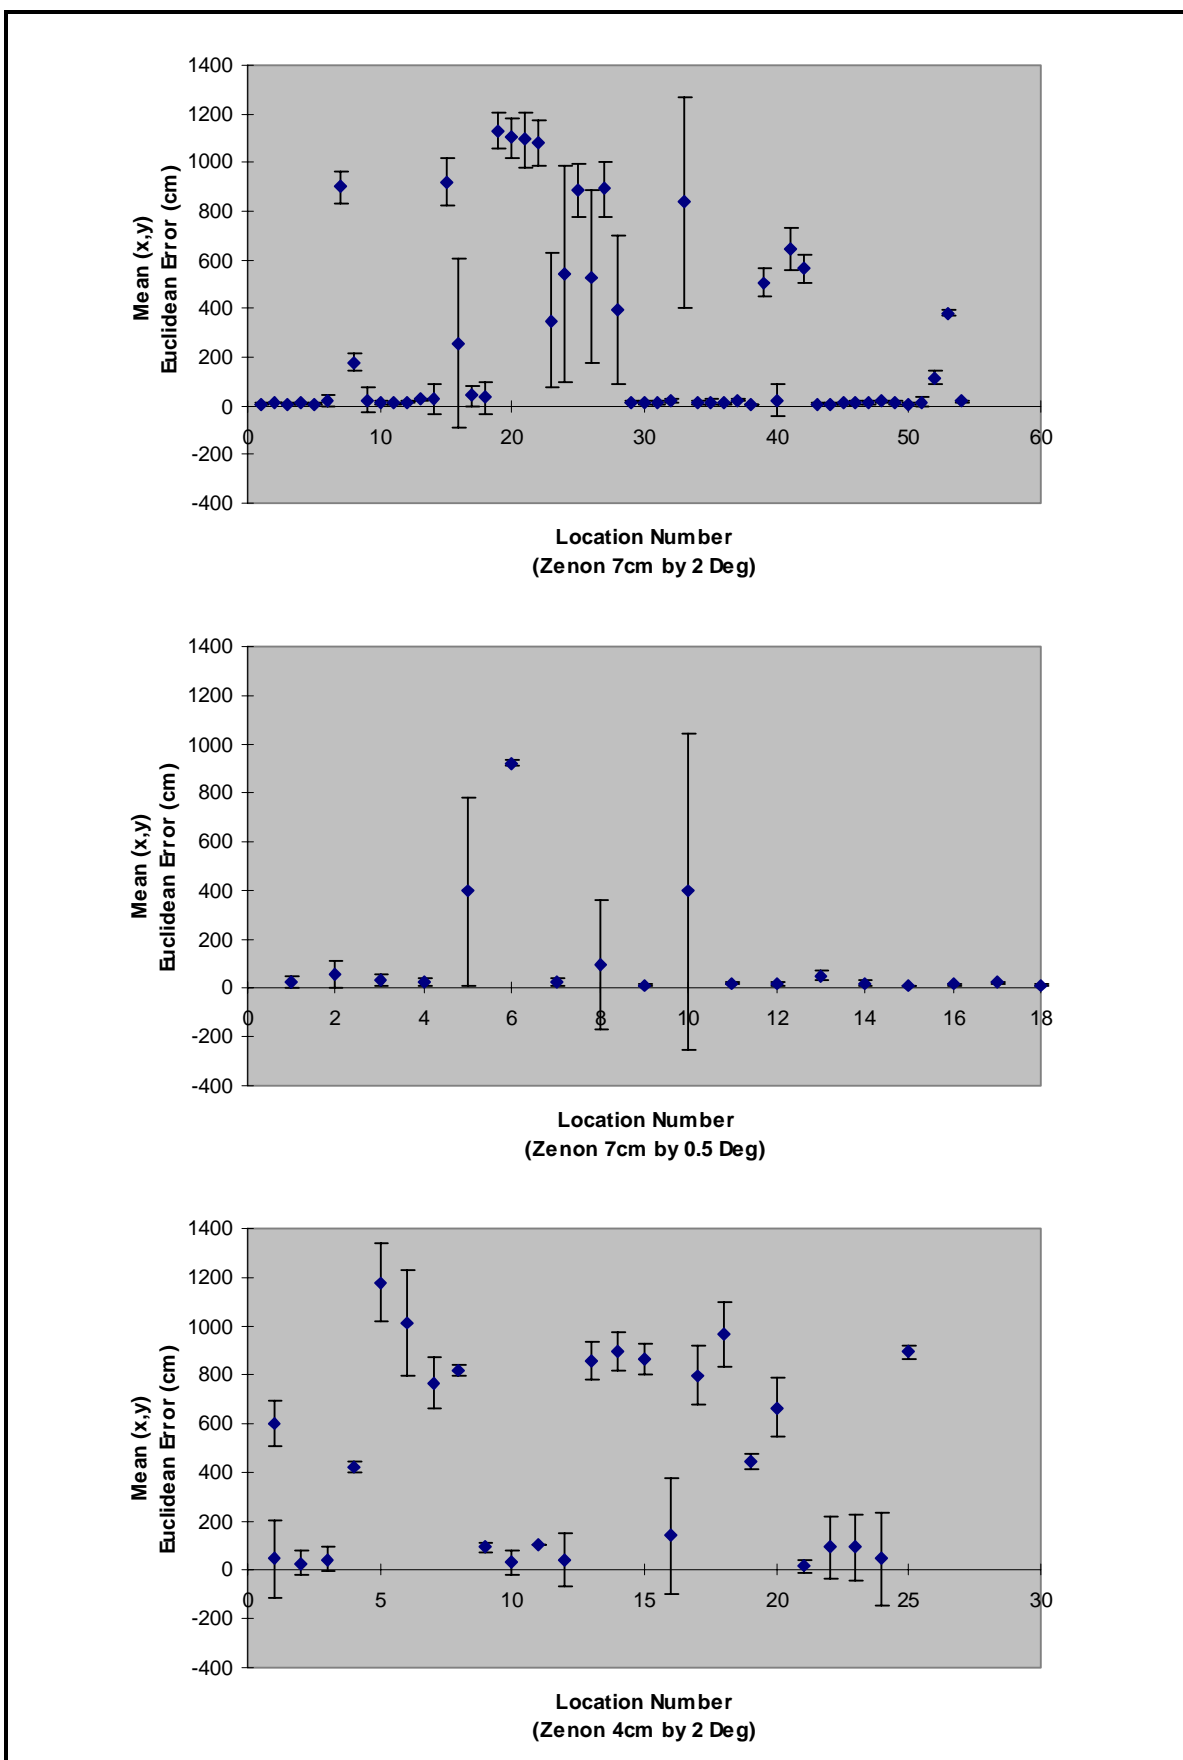 Mean (x,y)
Euclidean Error (cm)
1400
1200
1000
800
600
400
200
0
-200
-400
0 10 20 30 40 50 60
Location Number
(Zenon 7cm by 2 Deg)
Mean (x,y)
Euclidean Error (cm)
1400
1200
1000
800
600
400
200
0
-200
-400
0 2 4 6 8 10 12 14 16 18
Location Number
(Zenon 7cm by 0.5 Deg)
Mean (x,y)
Euclidean Error (cm)
1400
1200
1000
800
600
400
200
0
-200
-400
0 5 10 15 20 25 30
Location Number
(Zenon 4cm by 2 Deg)